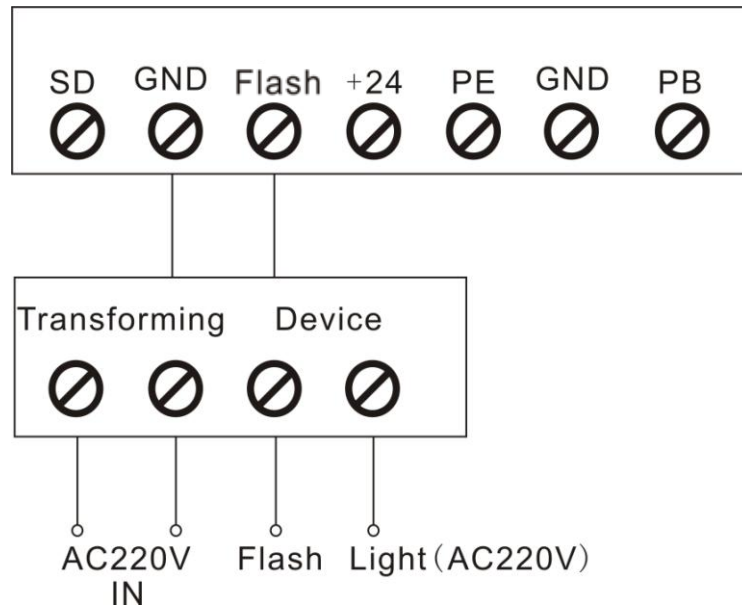 SD GND Flash +24 PE GND PB
Transforming Device
AC220V Flash Light(AC220V)
IN